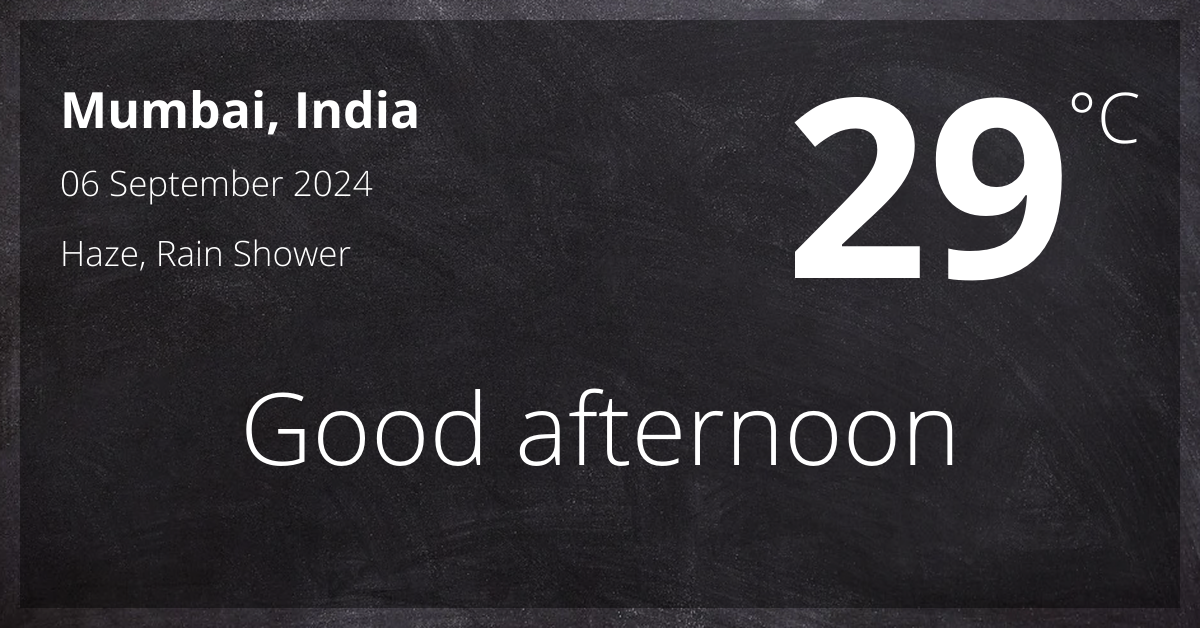 Mumbai, India
06 September 2024
Haze, Rain Shower
29 °C
Good afternoon